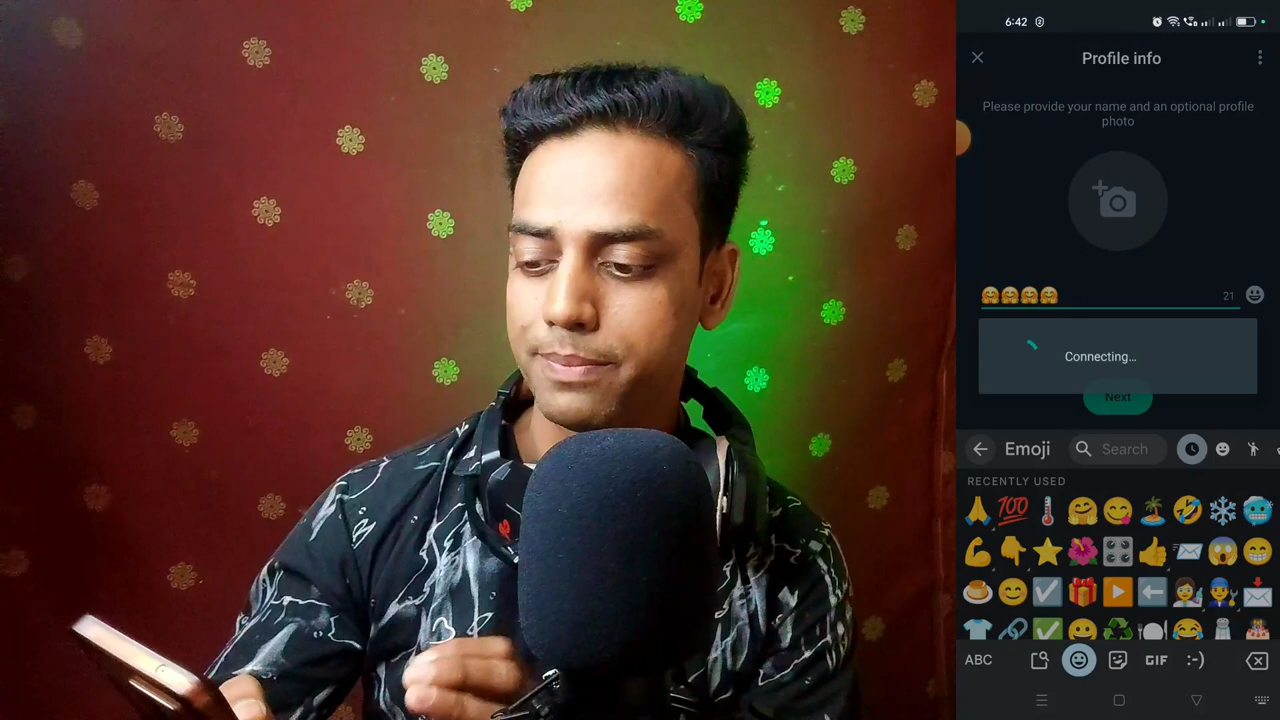 6:42
Profile info
Please provide your name and an optional profile
photo
🤗🤗🤗🤗 21
Connecting...
Next
Emoji Search
RECENTLY USED
ABC GIF :-)